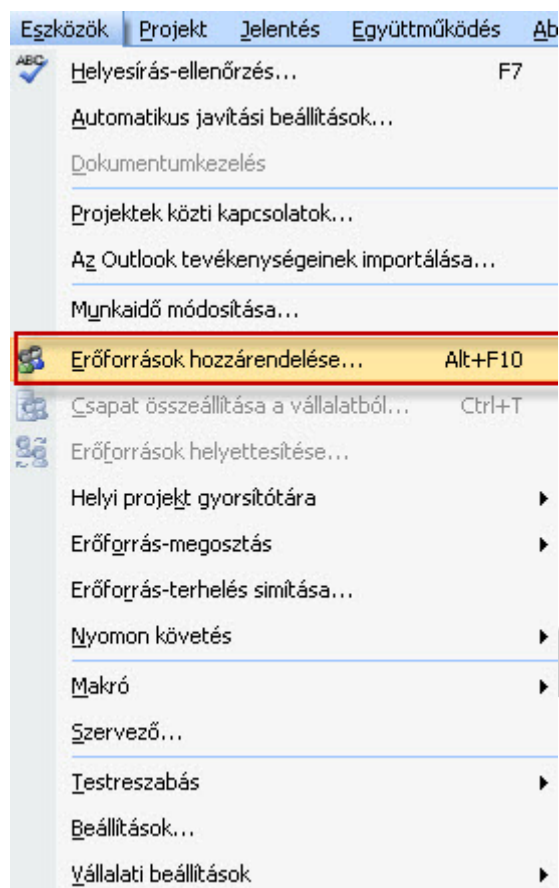 Eszközök Projekt Jelentés Együttműködés Ab
ABC Helyesírás-ellenőrzés... F7
Automatikus javítási beállítások...
Dokumentumkezelés
Projektek közti kapcsolatok...
Az Outlook tevékenységeinek importálása...
Munkaidő módosítása...
Erőforrások hozzárendelése... Alt+F10
Csapat összeállítása a vállalatból... Ctrl+T
Erőforrások helyettesítése...
Helyi projekt gyorsítótára
Erőforrás-megosztás
Erőforrás-terhelés simítása...
Nyomon követés
Makró
Szervező...
Testreszabás
Beállítások...
Vállalati beállítások